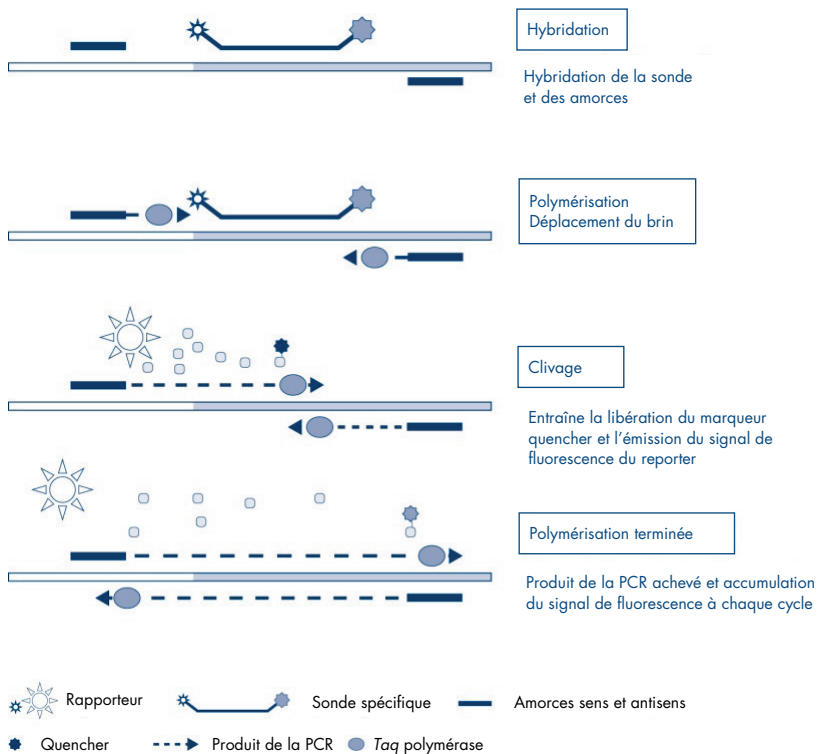 Hybridation
Hybridation de la sonde
et des amorces
Polymérisation
Déplacement du brin
Clivage
Entraîne la libération du marqueur
quencher et l'émission du signal de
fluorescence du reporter
Polymérisation terminée
Produit de la PCR achevé et accumulation
du signal de fluorescence à chaque cycle
Rapporteur
Sonde spécifique
Amorces sens et antisens
Quencher
Produit de la PCR
Taq polymérase